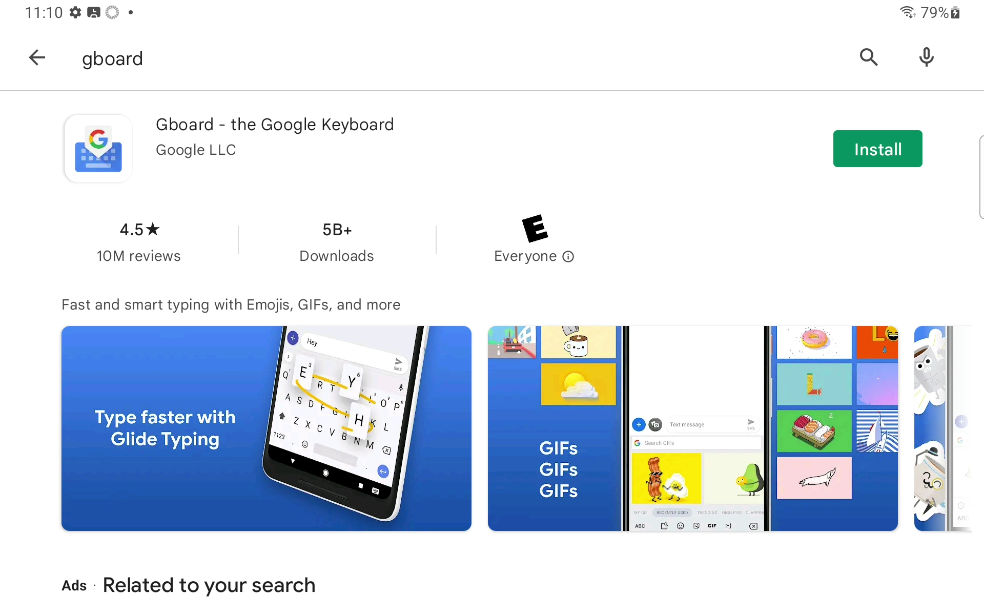 11:10 79%
gboard
Gboard - the Google Keyboard
Google LLC
Install
4.5★
10M reviews
5B+
Downloads
E
Everyone
Fast and smart typing with Emojis, GIFs, and more
Type faster with
Glide Typing
Hey
GIFs
GIFs
GIFs
Text message
Search GIFs
ABC
GIF
Ads · Related to your search